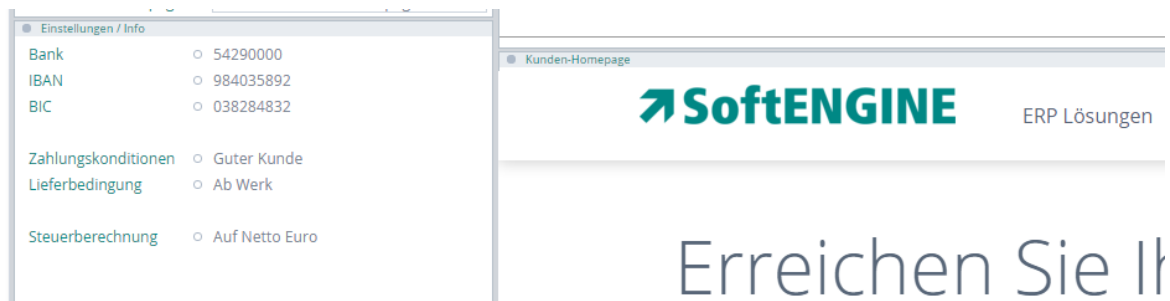 Einstellungen / Info
Bank 54290000
IBAN 984035892
BIC 038284832
Zahlungskonditionen Guter Kunde
Lieferbedingung Ab Werk
Steuerberechnung Auf Netto Euro
Kunden-Homepage
SoftENGINE ERP Lösungen
Erreichen Sie